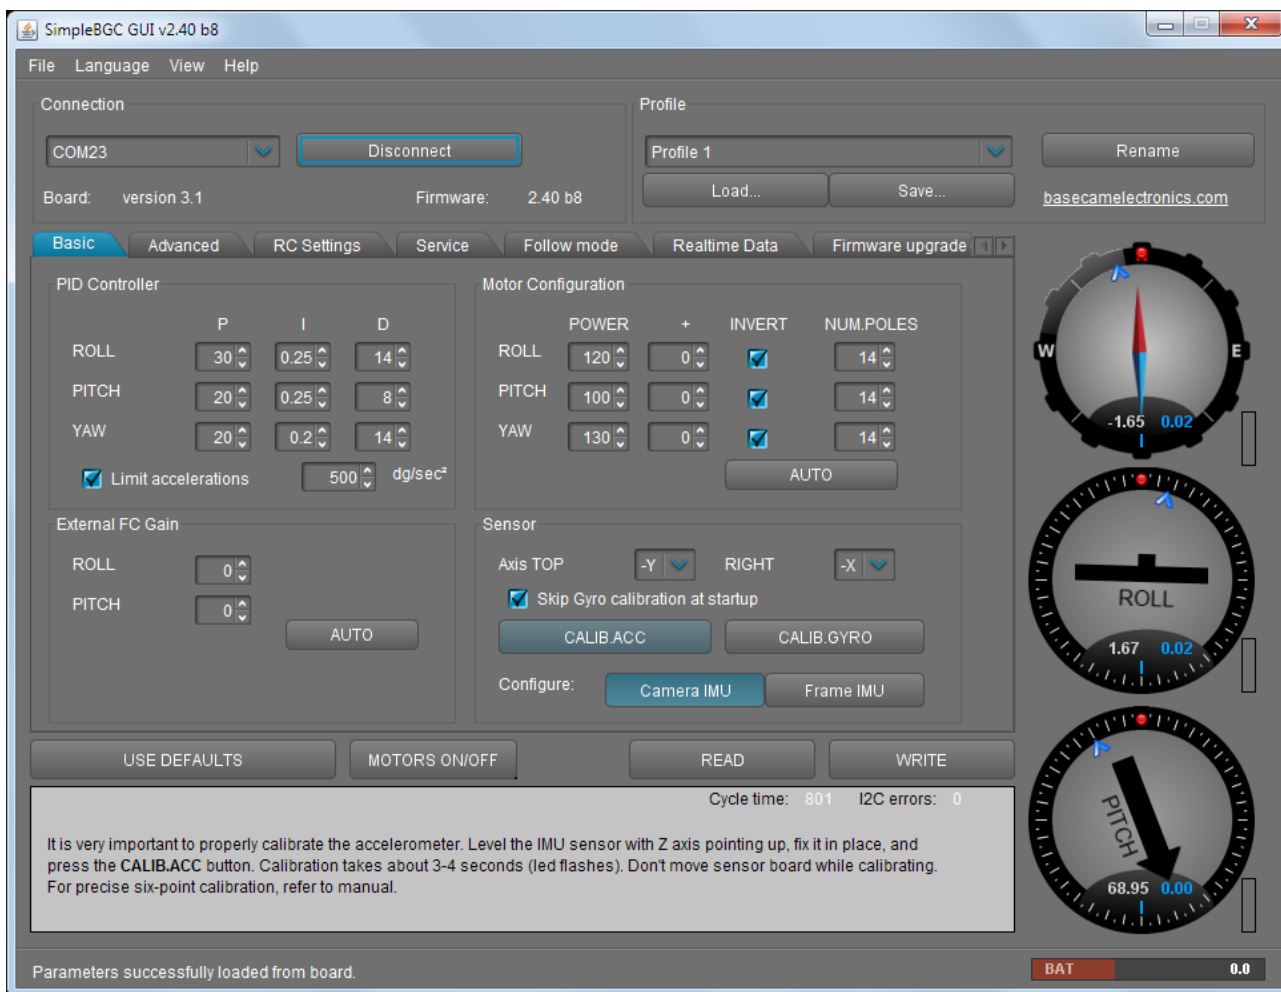 SimpleBGC GUI v2.40 b8
File Language View Help
Connection
COM23 Disconnect
Board: version 3.1 Firmware: 2.40 b8
Profile
Profile 1 Rename
Load... Save... basecamelectronics.com
Basic Advanced RC Settings Service Follow mode Realtime Data Firmware upgrade
PID Controller
P I D
ROLL 30 0.25 14
PITCH 20 0.25 8
YAW 20 0.2 14
Limit accelerations 500 dg/sec²
Motor Configuration
POWER + INVERT NUM.POLES
ROLL 120 0 14
PITCH 100 0 14
YAW 130 0 14
AUTO
External FC Gain
ROLL 0
PITCH 0
AUTO
Sensor
Axis TOP -Y RIGHT -X
Skip Gyro calibration at startup
CALIB.ACC CALIB.GYRO
Configure: Camera IMU Frame IMU
W E
-1.65 0.02
ROLL
1.67 0.02
PITCH
68.95 0.00
USE DEFAULTS MOTORS ON/OFF READ WRITE
Cycle time: 801 I2C errors: 0
It is very important to properly calibrate the accelerometer. Level the IMU sensor with Z axis pointing up, fix it in place, and
press the CALIB.ACC button. Calibration takes about 3-4 seconds (led flashes). Don't move sensor board while calibrating.
For precise six-point calibration, refer to manual.
Parameters successfully loaded from board.
BAT 0.0